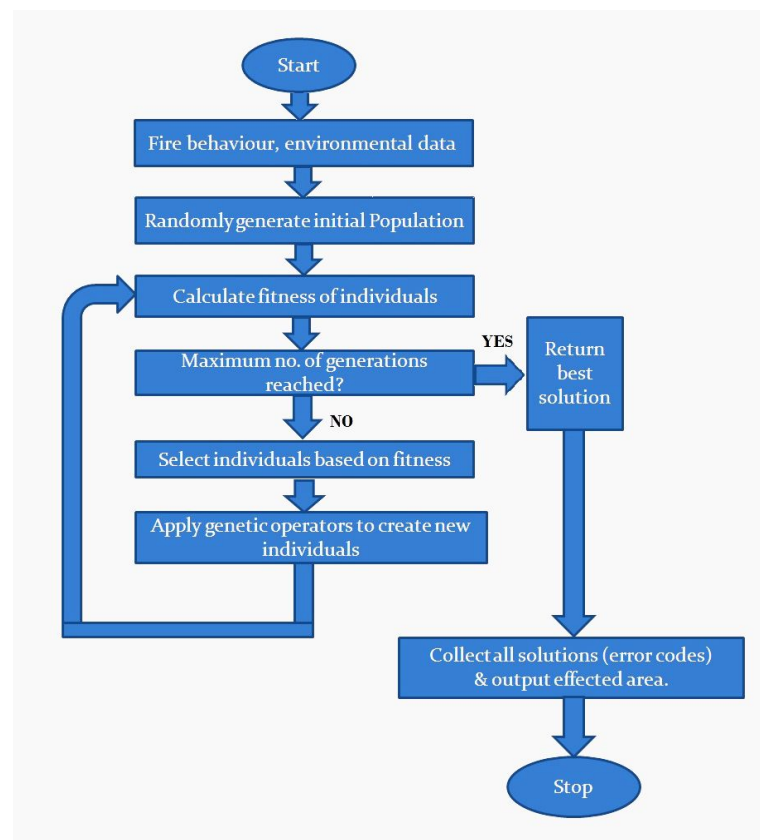 Start
Fire behaviour, environmental data
Randomly generate initial Population
Calculate fitness of individuals
Maximum no. of generations
reached?
YES
Return
best
solution
NO
Select individuals based on fitness
Apply genetic operators to create new
individuals
Collect all solutions (error codes)
& output effected area.
Stop